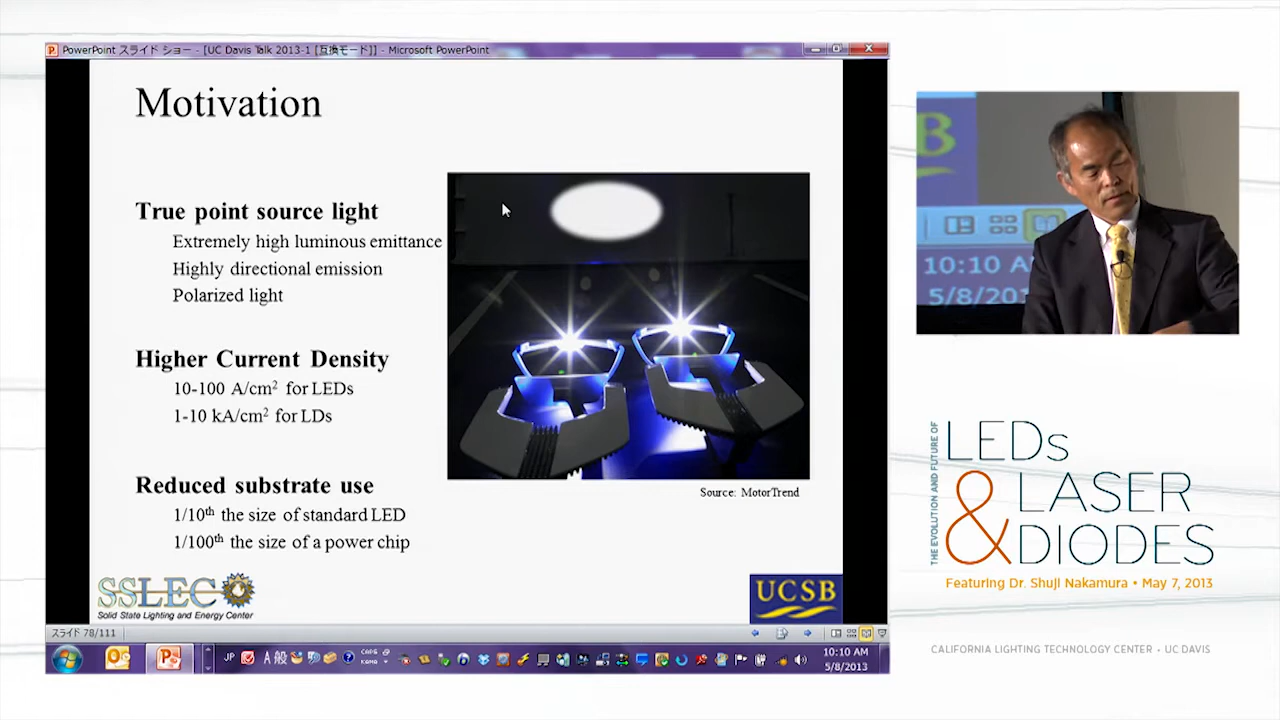 PowerPoint スライド ショー - [UC Davis Talk 2013-1 [互換モード]] - Microsoft PowerPoint
Motivation
True point source light
Extremely high luminous emittance
Highly directional emission
Polarized light
Higher Current Density
10-100 A/cm² for LEDs
1-10 kA/cm² for LDs
Reduced substrate use
1/10th the size of standard LED
1/100th the size of a power chip
Source: MotorTrend
SSLEC
Solid State Lighting and Energy Center
UCSB
スライド 78/111
JP
A 般
CAPS
KANA
10:10 AM
5/8/2013
B
10:10 A
5/8/201
THE EVOLUTION AND FUTURE OF
LEDs
& LASER
DIODES
Featuring Dr. Shuji Nakamura • May 7, 2013
CALIFORNIA LIGHTING TECHNOLOGY CENTER • UC DAVIS